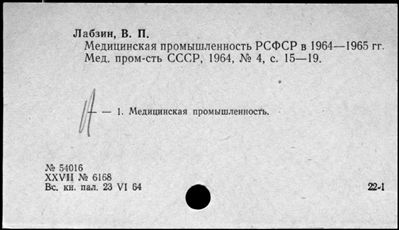 Лабзин, В. П.
Медицинская промышленность РСФСР в 1964—1965 гг.
Мед. пром-сть СССР, 1964, № 4, с. 15—19.
— 1. Медицинская промышленность.
№ 54016
XXVII № 6168
Вс. кн. пал. 23 VI 64
22-1